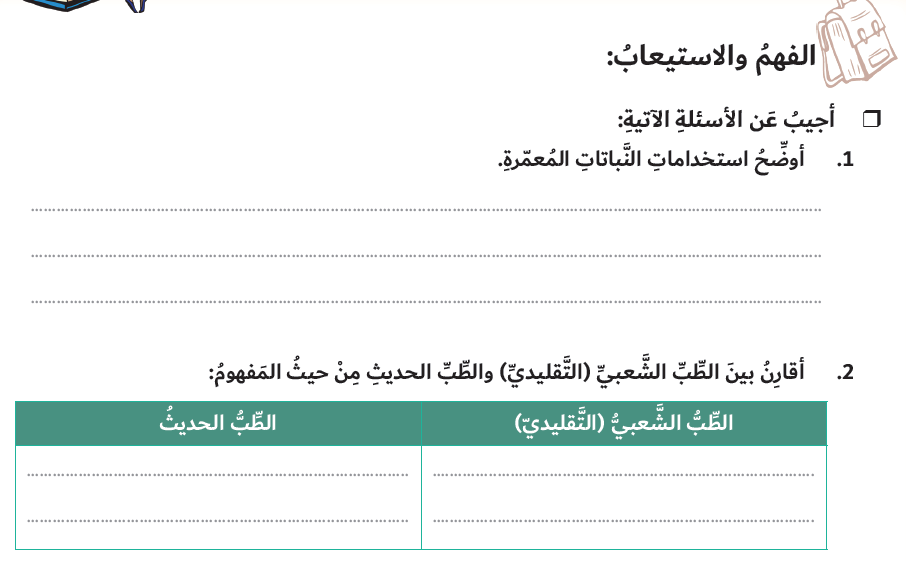 الفهمُ والاستيعابُ:
❒ أجيبُ عَن الأسئلةِ الآتيةِ:
1. أوضِّحُ استخداماتِ النَّباتاتِ المُعمّرةِ.
................................................................................
................................................................................
................................................................................
2. أقارِنُ بينَ الطِّبِّ الشَّعبيِّ (التَّقليديِّ) والطِّبِّ الحديثِ مِنْ حيثُ المَفهومُ:
الطِّبُّ الشَّعبيُّ (التَّقليديّ) الطِّبُّ الحديثُ